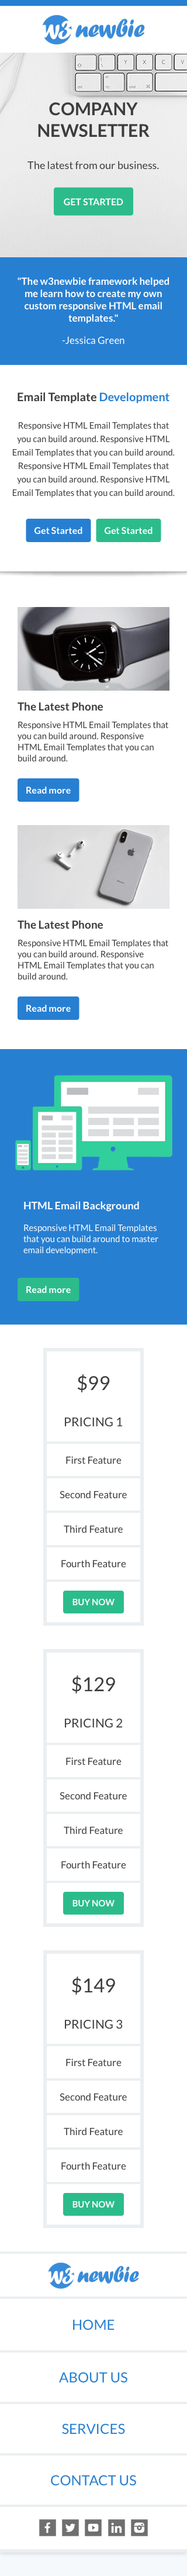 W3 newbie
COMPANY
NEWSLETTER
The latest from our business.
GET STARTED
"The w3newbie framework helped
me learn how to create my own
custom responsive HTML email
templates."
-Jessica Green
Email Template Development
Responsive HTML Email Templates that
you can build around. Responsive HTML
Email Templates that you can build around.
Responsive HTML Email Templates that
you can build around. Responsive HTML
Email Templates that you can build around.
Get Started Get Started
The Latest Phone
Responsive HTML Email Templates that
you can build around. Responsive
HTML Email Templates that you can
build around.
Read more
The Latest Phone
Responsive HTML Email Templates that
you can build around. Responsive
HTML Email Templates that you can
build around.
Read more
HTML Email Background
Responsive HTML Email Templates
that you can build around to master
email development.
Read more
$99
PRICING 1
First Feature
Second Feature
Third Feature
Fourth Feature
BUY NOW
$129
PRICING 2
First Feature
Second Feature
Third Feature
Fourth Feature
BUY NOW
$149
PRICING 3
First Feature
Second Feature
Third Feature
Fourth Feature
BUY NOW
W3 newbie
HOME
ABOUT US
SERVICES
CONTACT US